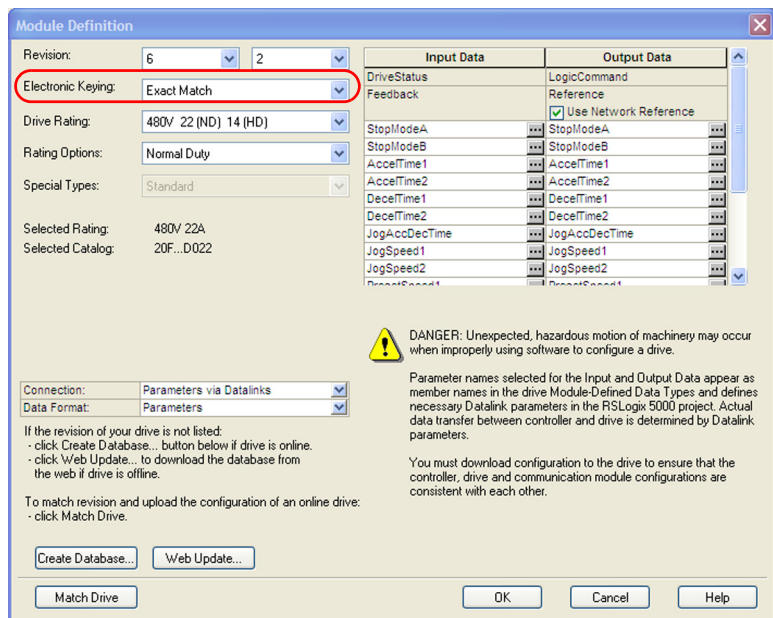 Module Definition
Revision: 6 2
Electronic Keying: Exact Match
Drive Rating: 480V 22 (ND) 14 (HD)
Rating Options: Normal Duty
Special Types: Standard
Selected Rating: 480V 22A
Selected Catalog: 20F...D022
Input Data Output Data
DriveStatus LogicCommand
Feedback Reference
Use Network Reference
StopModeA ... StopModeA ...
StopModeB ... StopModeB ...
AccelTime1 ... AccelTime1 ...
AccelTime2 ... AccelTime2 ...
DecelTime1 ... DecelTime1 ...
DecelTime2 ... DecelTime2 ...
JogAccDecTime ... JogAccDecTime ...
JogSpeed1 ... JogSpeed1 ...
JogSpeed2 ... JogSpeed2 ...
PresetSpeed1 ... PresetSpeed1 ...
Connection: Parameters via Datalinks
Data Format: Parameters
If the revision of your drive is not listed:
- click Create Database... button below if drive is online.
- click Web Update... to download the database from
the web if drive is offline.
To match revision and upload the configuration of an online drive:
- click Match Drive.
DANGER: Unexpected, hazardous motion of machinery may occur
when improperly using software to configure a drive.
Parameter names selected for the Input and Output Data appear as
member names in the drive Module-Defined Data Types and defines
necessary Datalink parameters in the RSLogix 5000 project. Actual
data transfer between controller and drive is determined by Datalink
parameters.
You must download configuration to the drive to ensure that the
controller, drive and communication module configurations are
consistent with each other.
Create Database... Web Update...
Match Drive OK Cancel Help